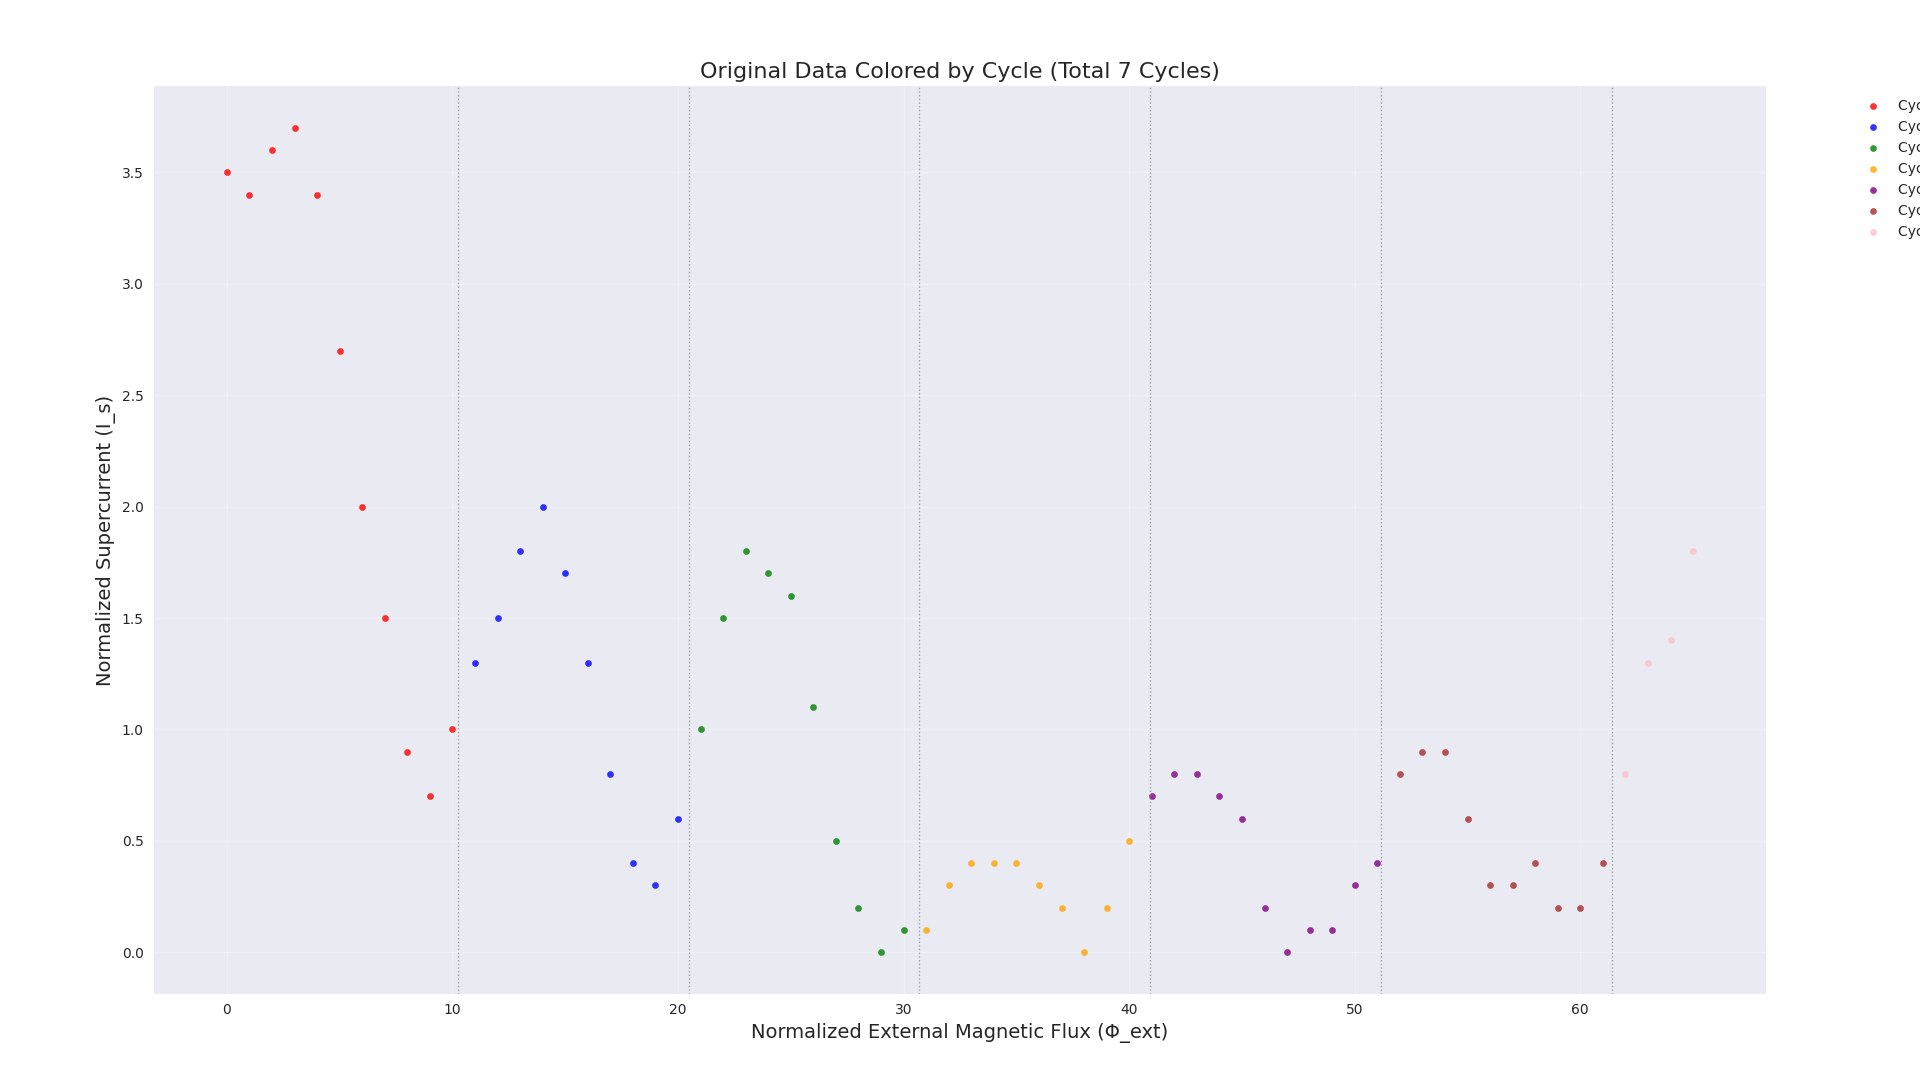 Original Data Colored by Cycle (Total 7 Cycles)
Normalized Supercurrent (I_s)
3.5
3.0
2.5
2.0
1.5
1.0
0.5
0.0
0
10
20
30
40
50
60
Normalized External Magnetic Flux (Φ_ext)
Cyc
Cyc
Cyc
Cyc
Cyc
Cyc
Cyc